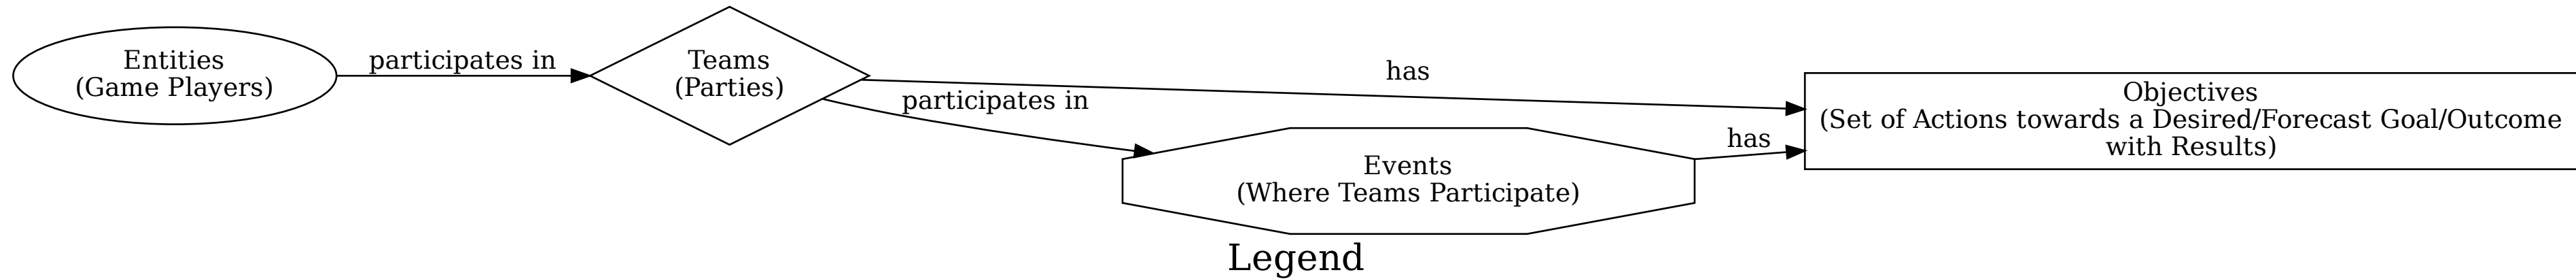 Entities
(Game Players)
participates in
Teams
(Parties)
has
participates in
Events
(Where Teams Participate)
has
Objectives
(Set of Actions towards a Desired/Forecast Goal/Outcome
with Results)
Legend